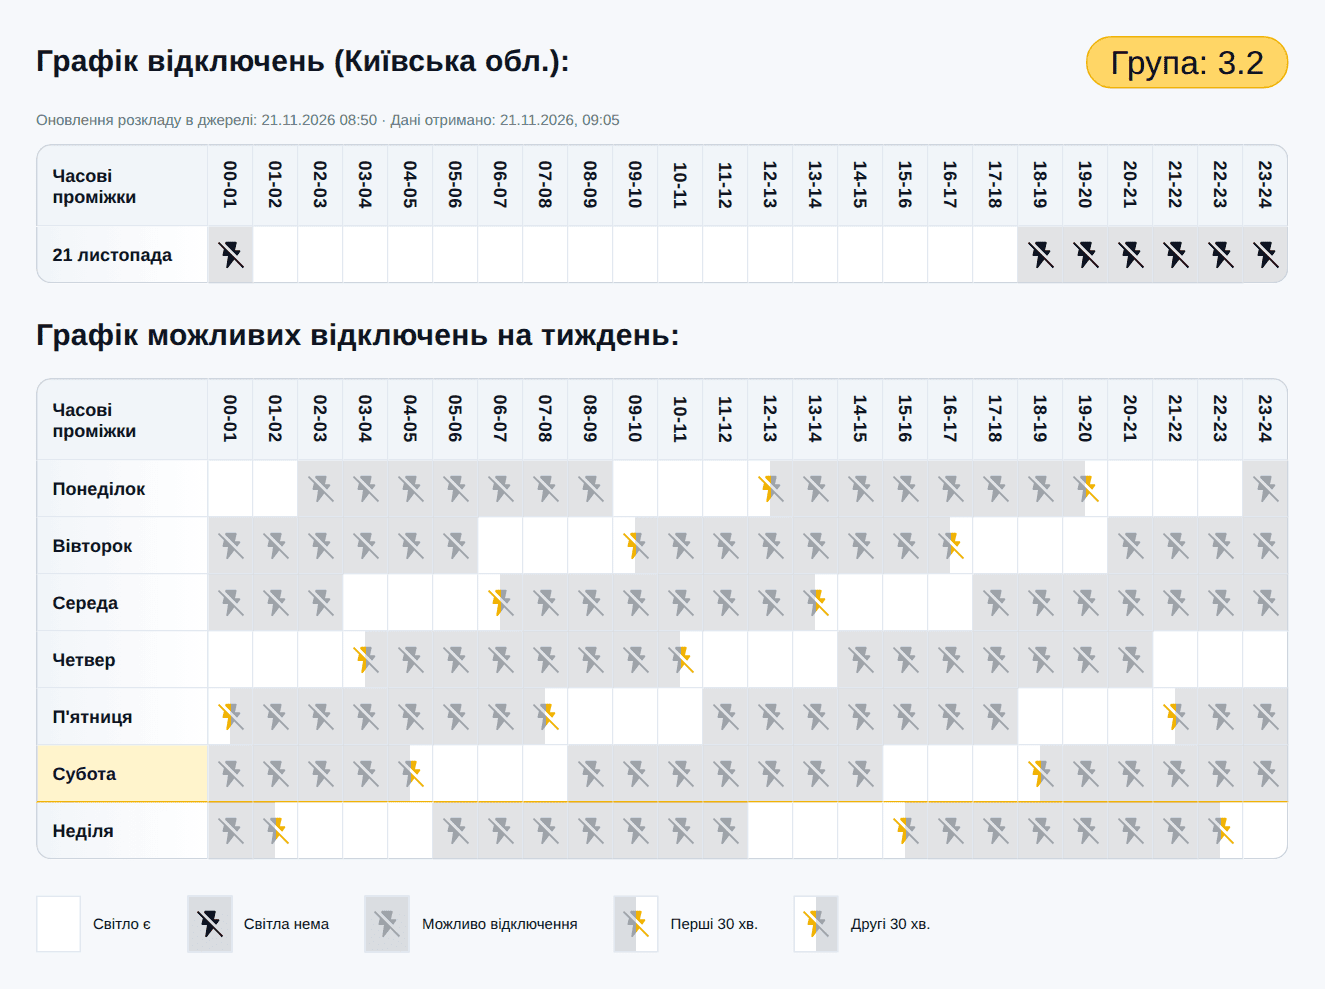 Графік відключень (Київська обл.):
Група: 3.2
Оновлення розкладу в джерелі: 21.11.2026 08:50 · Дані отримано: 21.11.2026, 09:05
Часові проміжки 00-01 01-02 02-03 03-04 04-05 05-06 06-07 07-08 08-09 09-10 10-11 11-12 12-13 13-14 14-15 15-16 16-17 17-18 18-19 19-20 20-21 21-22 22-23 23-24
21 листопада
Графік можливих відключень на тиждень:
Часові проміжки 00-01 01-02 02-03 03-04 04-05 05-06 06-07 07-08 08-09 09-10 10-11 11-12 12-13 13-14 14-15 15-16 16-17 17-18 18-19 19-20 20-21 21-22 22-23 23-24
Понеділок
Вівторок
Середа
Четвер
П'ятниця
Субота
Неділя
Світло є Світла нема Можливо відключення Перші 30 хв. Другі 30 хв.